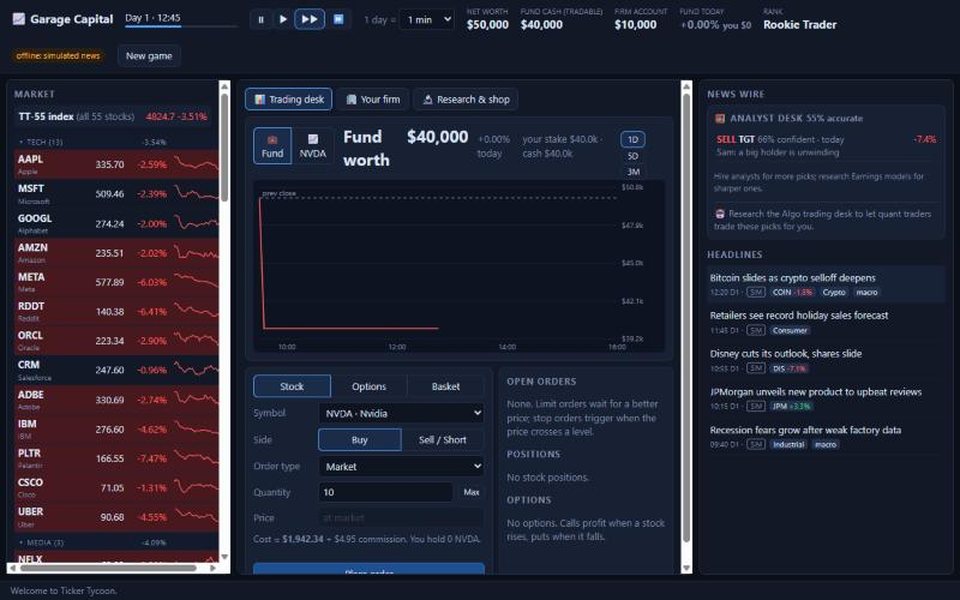 Garage Capital
Day 1 · 12:45
1 day = 1 min
NET WORTH
$50,000
FUND CASH (TRADABLE)
$40,000
FIRM ACCOUNT
$10,000
FUND TODAY
+0.00% you $0
RANK
Rookie Trader
offline: simulated news
New game
MARKET
TT-55 index (all 55 stocks) 4824.7 -3.51%
TECH (13) -3.54%
AAPL 335.70 -2.59%
Apple
MSFT 509.46 -2.39%
Microsoft
GOOGL 274.24 -2.00%
Alphabet
AMZN 235.51 -2.02%
Amazon
META 577.89 -6.03%
Meta
RDDT 140.38 -6.41%
Reddit
ORCL 223.34 -2.90%
Oracle
CRM 247.60 -0.96%
Salesforce
ADBE 330.69 -2.74%
Adobe
IBM 276.60 -4.62%
IBM
PLTR 166.55 -7.47%
Palantir
CSCO 71.05 -1.31%
Cisco
UBER 90.68 -4.55%
Uber
MEDIA (3) -4.09%
NFLX
Trading desk
Your firm
Research & shop
Fund
NVDA
Fund worth
$40,000
+0.00% today
your stake $40.0k · cash $40.0k
1D
5D
3M
prev close
$50.8k
$47.9k
$45.0k
$42.1k
$39.2k
10:00 12:00 14:00 16:00
Stock Options Basket
Symbol NVDA · Nvidia
Side Buy Sell / Short
Order type Market
Quantity 10 Max
Price at market
Cost ≈ $1,942.34 + $4.95 commission. You hold 0 NVDA.
OPEN ORDERS
None. Limit orders wait for a better
price; stop orders trigger when the
price crosses a level.
POSITIONS
No stock positions.
OPTIONS
No options. Calls profit when a stock
rises, puts when it falls.
NEWS WIRE
ANALYST DESK 55% accurate
SELL TGT 66% confident · today -7.4%
Sam: a big holder is unwinding
Hire analysts for more picks; research Earnings models for
sharper ones.
Research the Algo trading desk to let quant traders
trade these picks for you.
HEADLINES
Bitcoin slides as crypto selloff deepens
12:20 D1 · SIM COIN -1.8% Crypto macro
Retailers see record holiday sales forecast
11:45 D1 · SIM Consumer
Disney cuts its outlook, shares slide
10:55 D1 · SIM DIS -7.1%
JPMorgan unveils new product to upbeat reviews
10:15 D1 · SIM JPM +3.3%
Recession fears grow after weak factory data
09:40 D1 · SIM Industrial macro
Welcome to Ticker Tycoon.